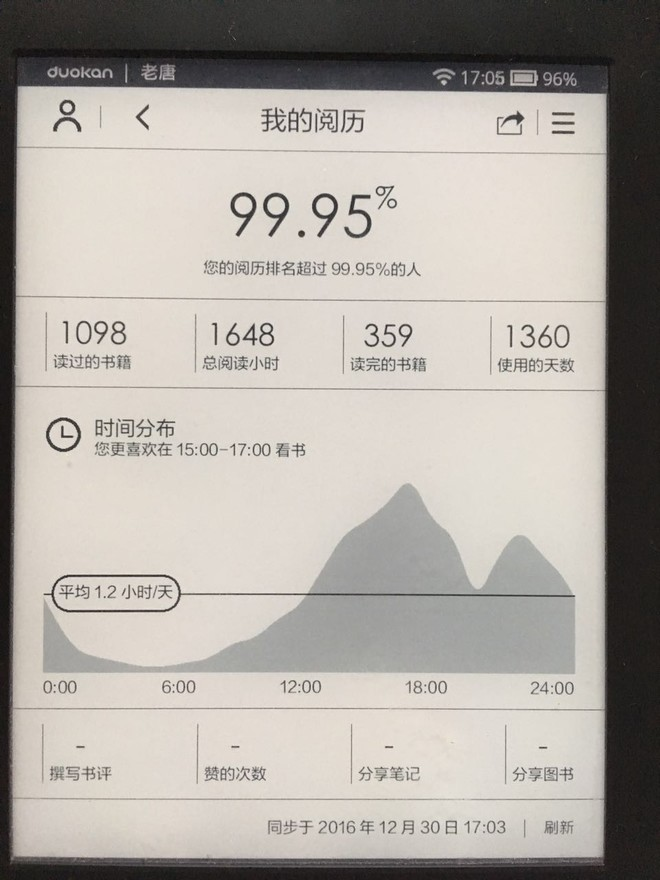 duokan | 老唐 17:05 96%
我的阅历
99.95%
您的阅历排名超过 99.95%的人
1098 1648 359 1360
读过的书籍 总阅读小时 读完的书籍 使用的天数
时间分布
您更喜欢在 15:00-17:00 看书
平均 1.2 小时/天
0:00 6:00 12:00 18:00 24:00
- - - -
撰写书评 赞的次数 分享笔记 分享图书
同步于 2016 年 12 月 30 日 17:03 | 刷新